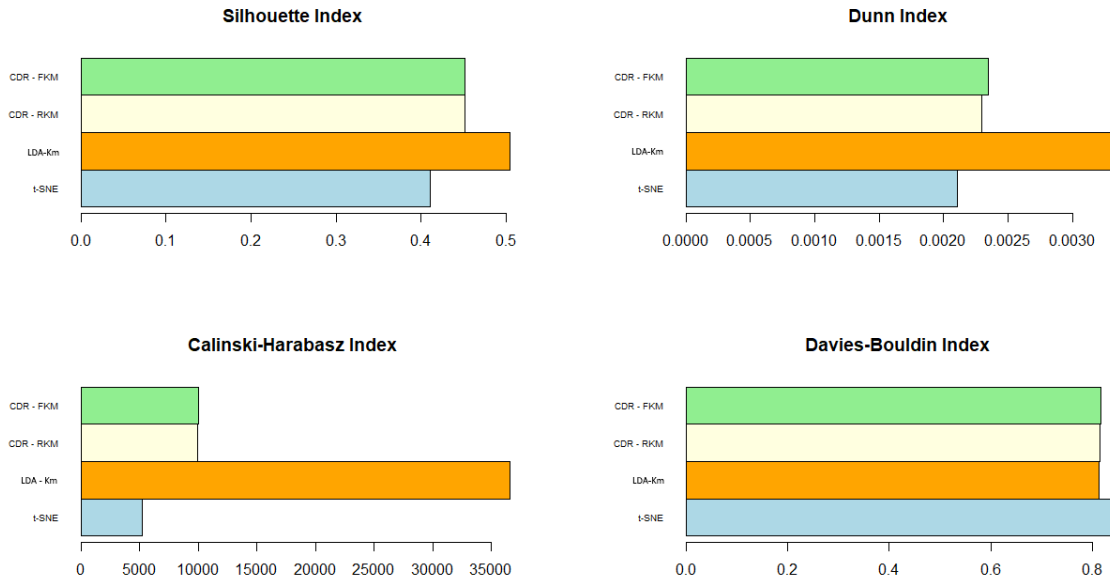 Silhouette Index
CDR - FKM
CDR - RKM
LDA-Km
t-SNE
0.0 0.1 0.2 0.3 0.4 0.5
Dunn Index
CDR - FKM
CDR - RKM
LDA-Km
t-SNE
0.0000 0.0005 0.0010 0.0015 0.0020 0.0025 0.0030
Calinski-Harabasz Index
CDR - FKM
CDR - RKM
LDA - Km
t-SNE
0 5000 10000 15000 20000 25000 30000 35000
Davies-Bouldin Index
CDR - FKM
CDR - RKM
LDA-Km
t-SNE
0.0 0.2 0.4 0.6 0.8